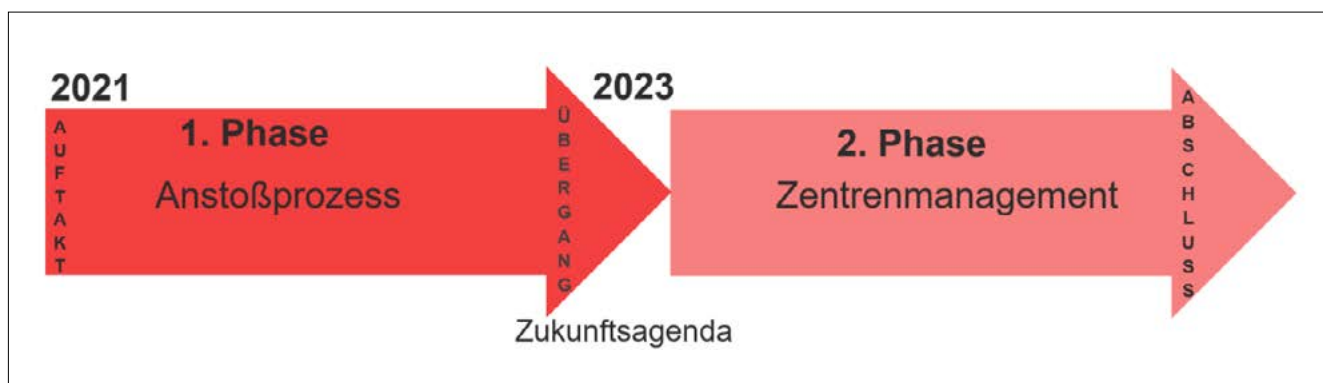 2021
AUFTAKT
1. Phase
Anstoßprozess
ÜBERGANG
Zukunftsagenda
2023
2. Phase
Zentrenmanagement
ABSCHLUSS